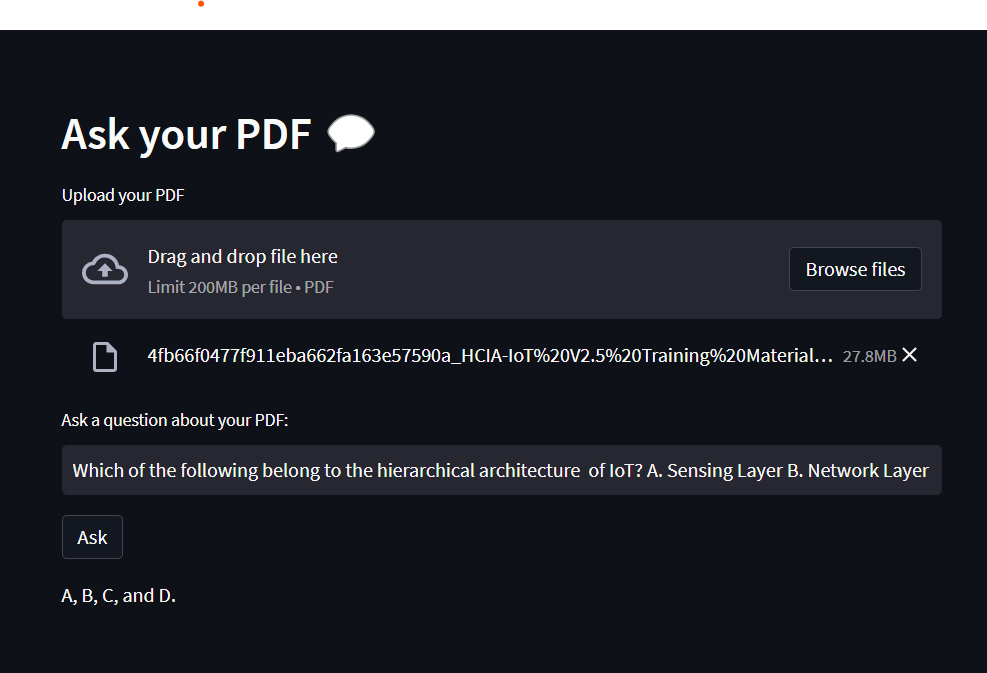 Ask your PDF
Upload your PDF
Drag and drop file here
Limit 200MB per file • PDF
Browse files
4fb66f0477f911eba662fa163e57590a_HCIA-IoT%20V2.5%20Training%20Material... 27.8MB
Ask a question about your PDF:
Which of the following belong to the hierarchical architecture of IoT? A. Sensing Layer B. Network Layer
Ask
A, B, C, and D.